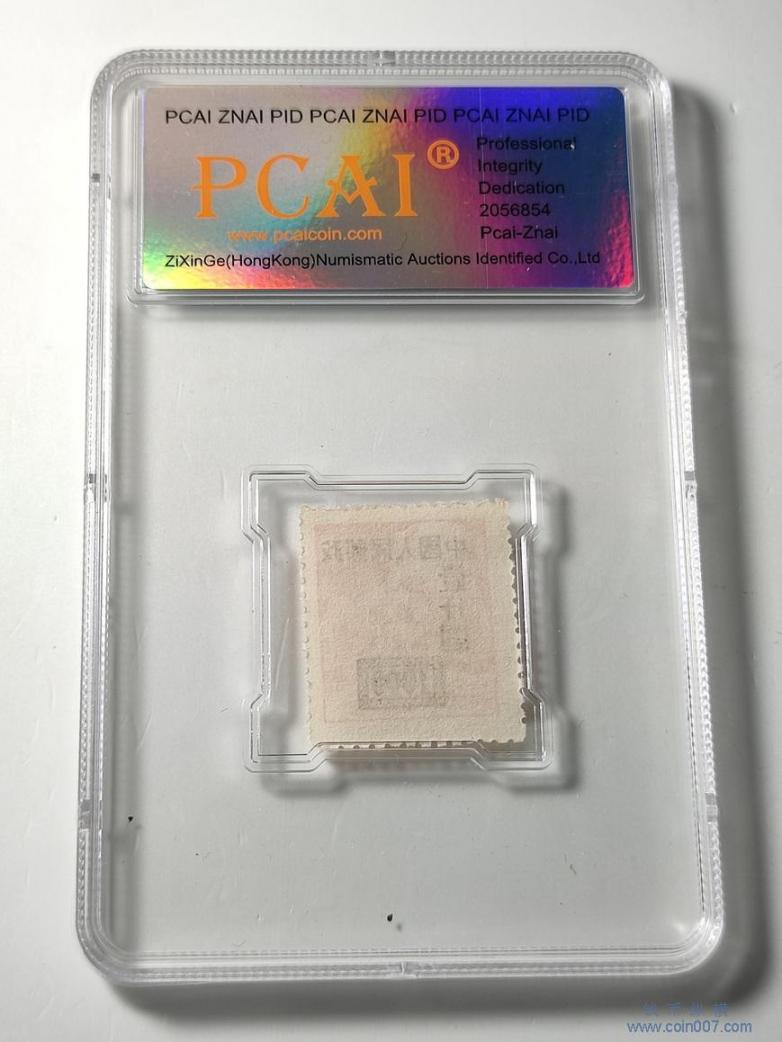 PCAI ZNAI PID PCAI ZNAI PID PCAI ZNAI PID
PCAI®
Professional
Integrity
Dedication
2056854
Pcai-Znai
www.pcaicoin.com
ZiXinGe(HongKong)Numismatic Auctions Identified Co.,Ltd
中國人民郵政
www.coin007.com